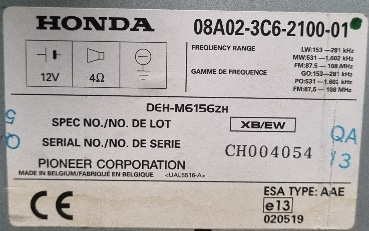 HONDA 08A02-3C6-2100-01
FREQUENCY RANGE
LW:153 — 281 kHz
MW:531 — 1.602 kHz
FM:87.5 — 108 MHz
GAMME DE FREQUENCE
GO:153 — 281 kHz
PO:531 — 1.602 kHz
FM:87.5 — 108 MHz
12V 4Ω
DEH-M6156ZH
SPEC NO./NO. DE LOT XB/EW
SERIAL NO./NO. DE SERIE CH004054
PIONEER CORPORATION
MADE IN BELGIUM/FABRIQUÉ EN BELGIQUE <UAL5516-A>
CE
ESA TYPE: AAE
e13
020519
QA
13